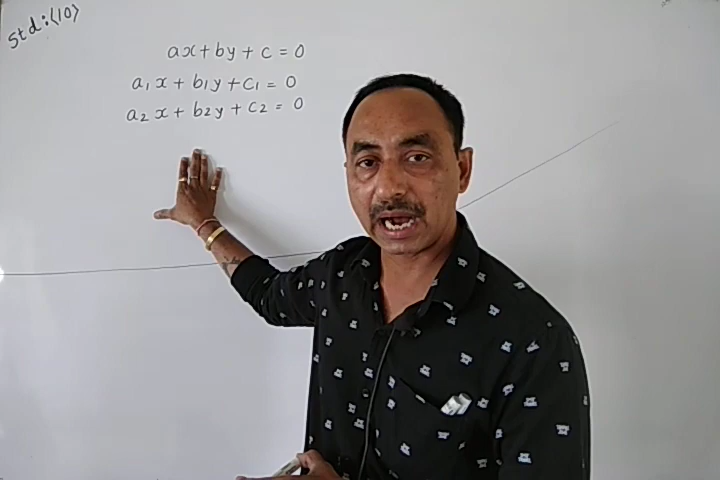 Std:(10)
ax + by + c = 0
a₁x + b₁y + c₁ = 0
a₂x + b₂y + c₂ = 0